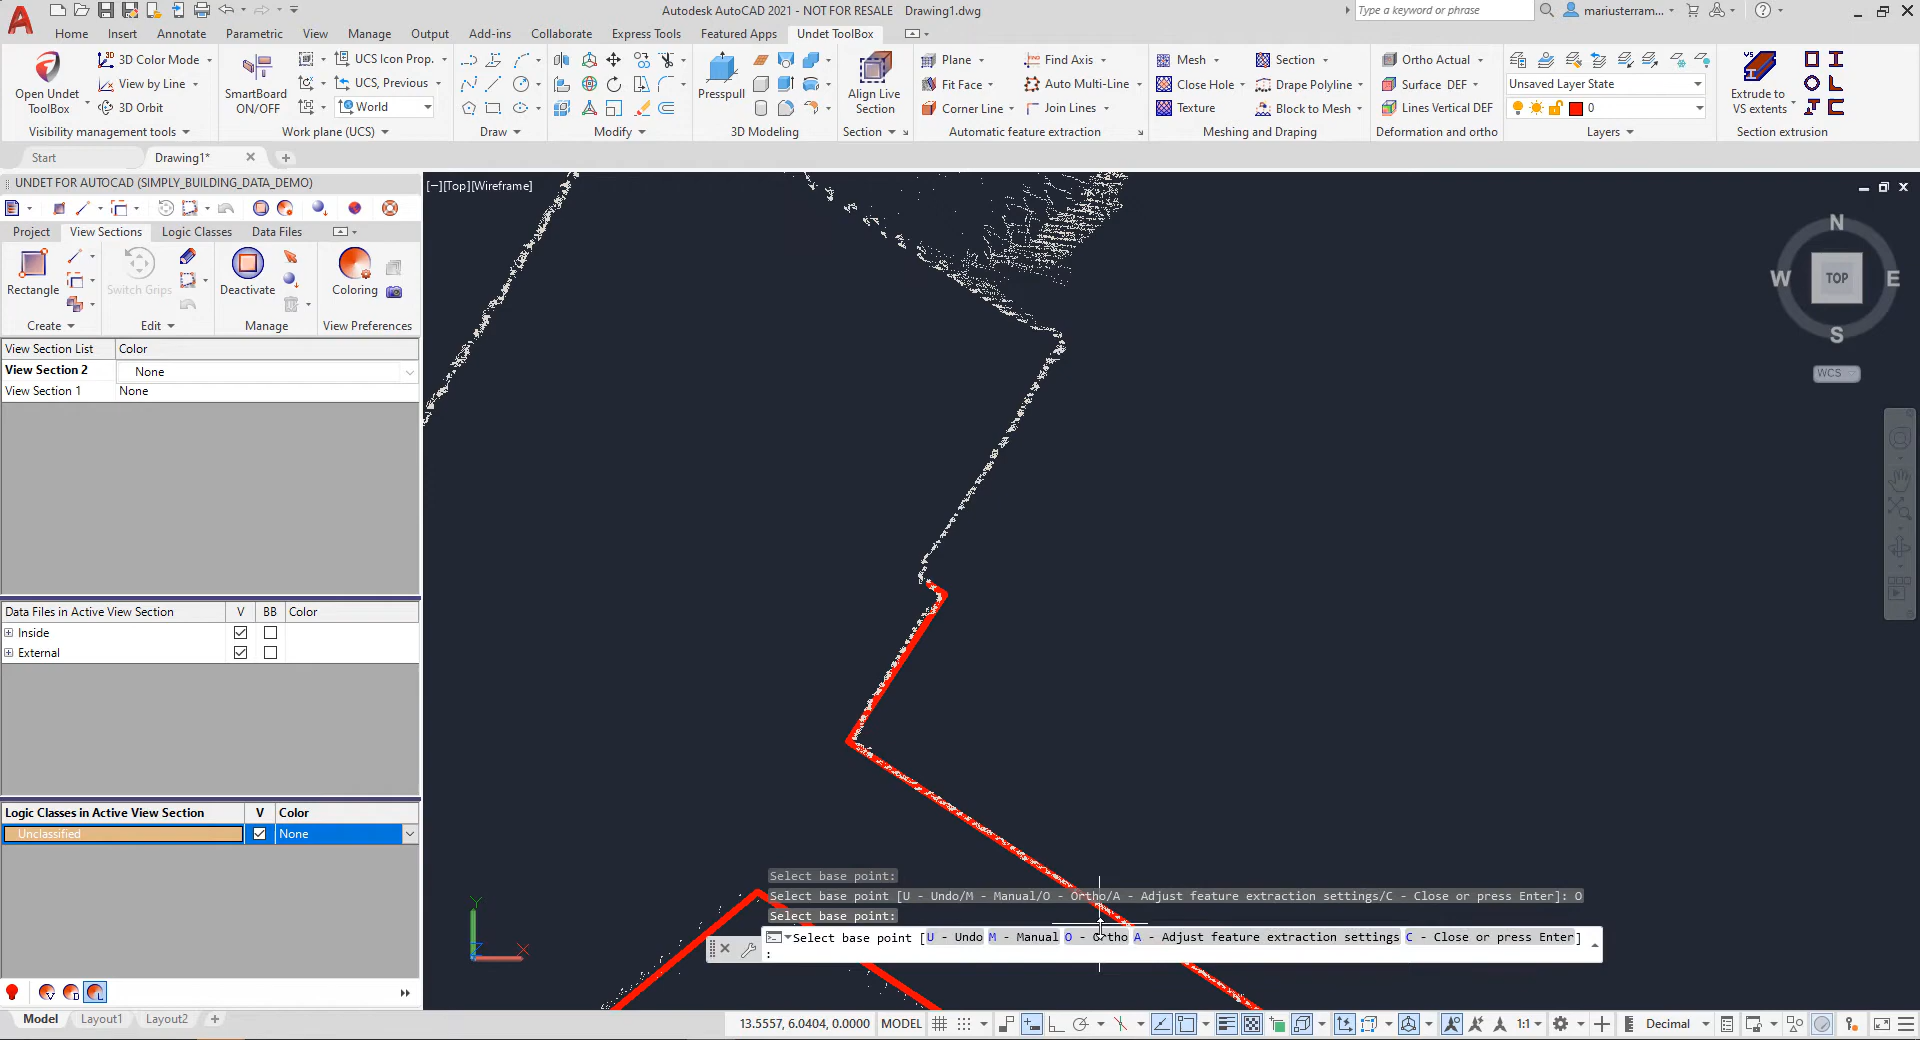 Autodesk AutoCAD 2021 - NOT FOR RESALE Drawing1.dwg
Type a keyword or phrase
mariusterram...
Home Insert Annotate Parametric View Manage Output Add-ins Collaborate Express Tools Featured Apps Undet ToolBox
Open Undet ToolBox
3D Color Mode
View by Line
3D Orbit
Visibility management tools
SmartBoard ON/OFF
UCS Icon Prop.
UCS, Previous
World
Work plane (UCS)
Draw
Modify
Presspull
3D Modeling
Align Live Section
Section
Plane
Fit Face
Corner Line
Find Axis
Auto Multi-Line
Join Lines
Automatic feature extraction
Mesh
Close Hole
Texture
Section
Drape Polyline
Block to Mesh
Meshing and Draping
Ortho Actual
Surface DEF
Lines Vertical DEF
Deformation and ortho
Unsaved Layer State
0
Layers
Extrude to VS extents
Section extrusion
Start
Drawing1*
UNDET FOR AUTOCAD (SIMPLY_BUILDING_DATA_DEMO)
[−][Top][Wireframe]
Project View Sections Logic Classes Data Files
Rectangle
Create
Switch Grips
Edit
Deactivate
Manage
Coloring
View Preferences
View Section List Color
View Section 2 None
View Section 1 None
Data Files in Active View Section V BB Color
Inside
External
Logic Classes in Active View Section V Color
Unclassified None
N
W TOP E
S
WCS
Y
Z
X
Select base point:
Select base point [U - Undo/M - Manual/O - Ortho/A - Adjust feature extraction settings/C - Close or press Enter]: O
Select base point:
Select base point [U - Undo M - Manual O - Ortho A - Adjust feature extraction settings C - Close or press Enter]
:
V D L
Model Layout1 Layout2
13.5557, 6.0404, 0.0000 MODEL
1:1
Decimal